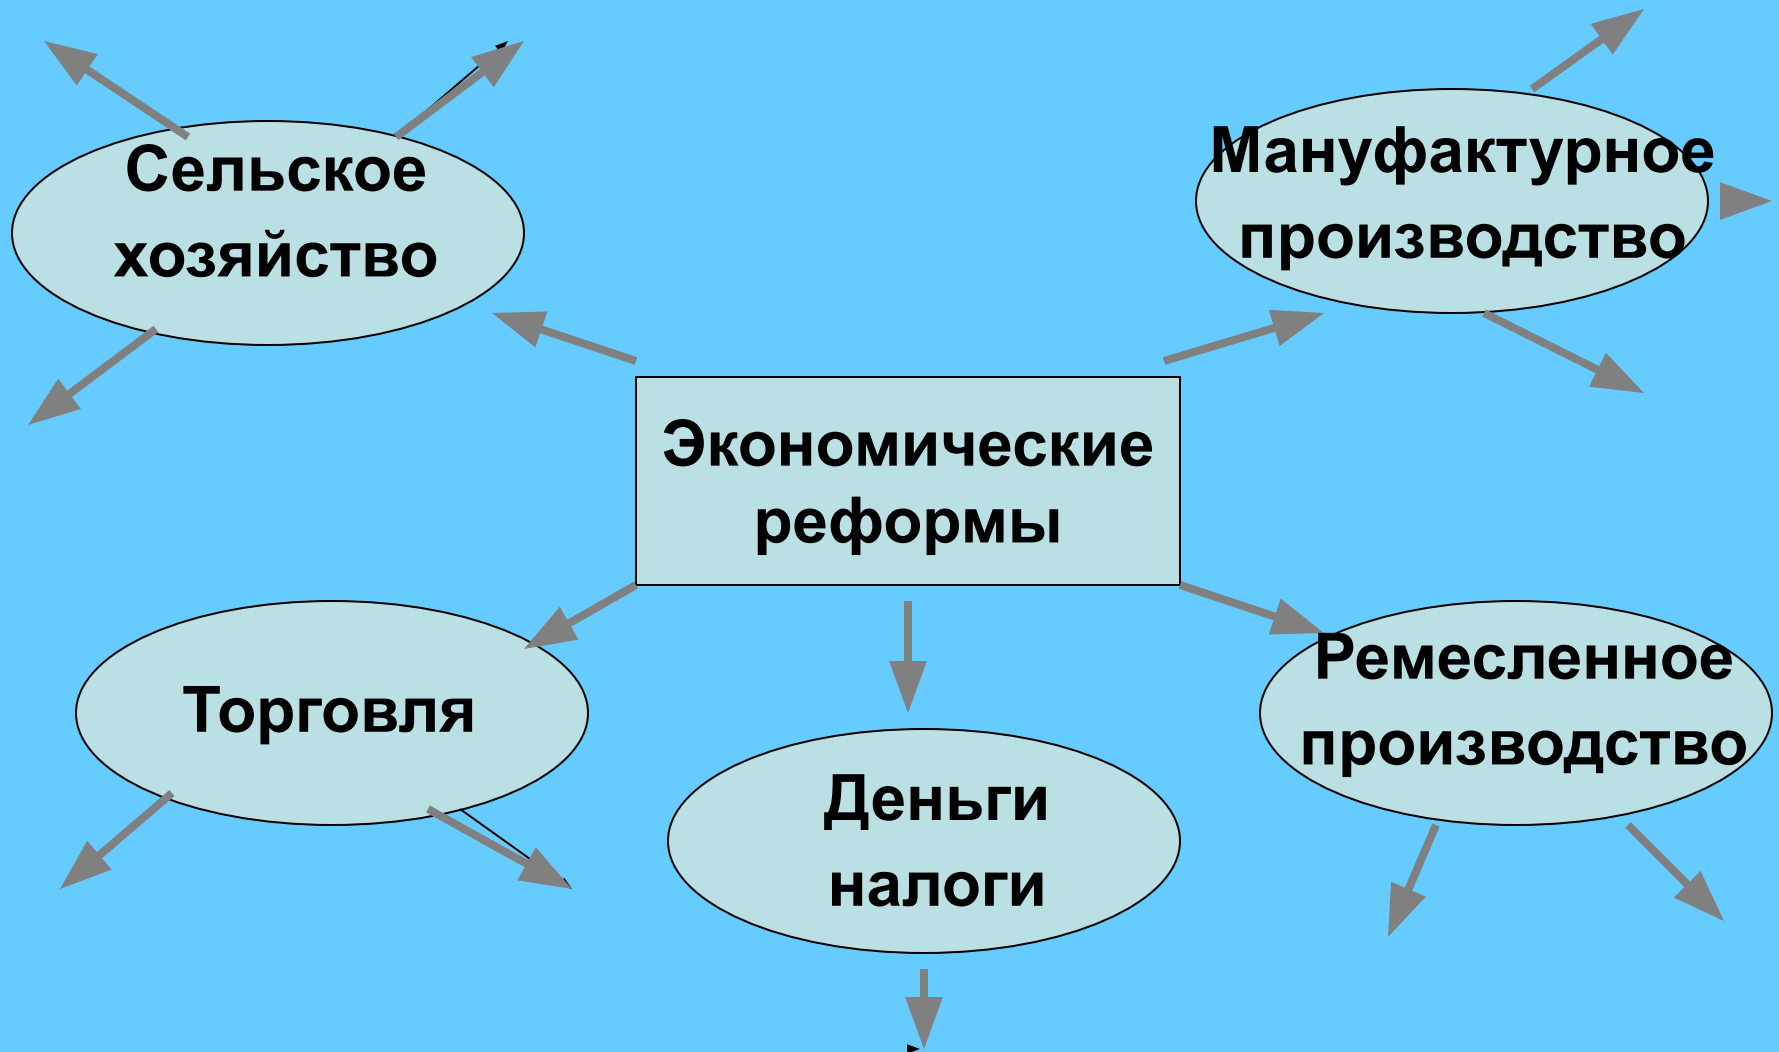 Сельское
хозяйство
Мануфактурное
производство
Экономические
реформы
Торговля
Деньги
налоги
Ремесленное
производство